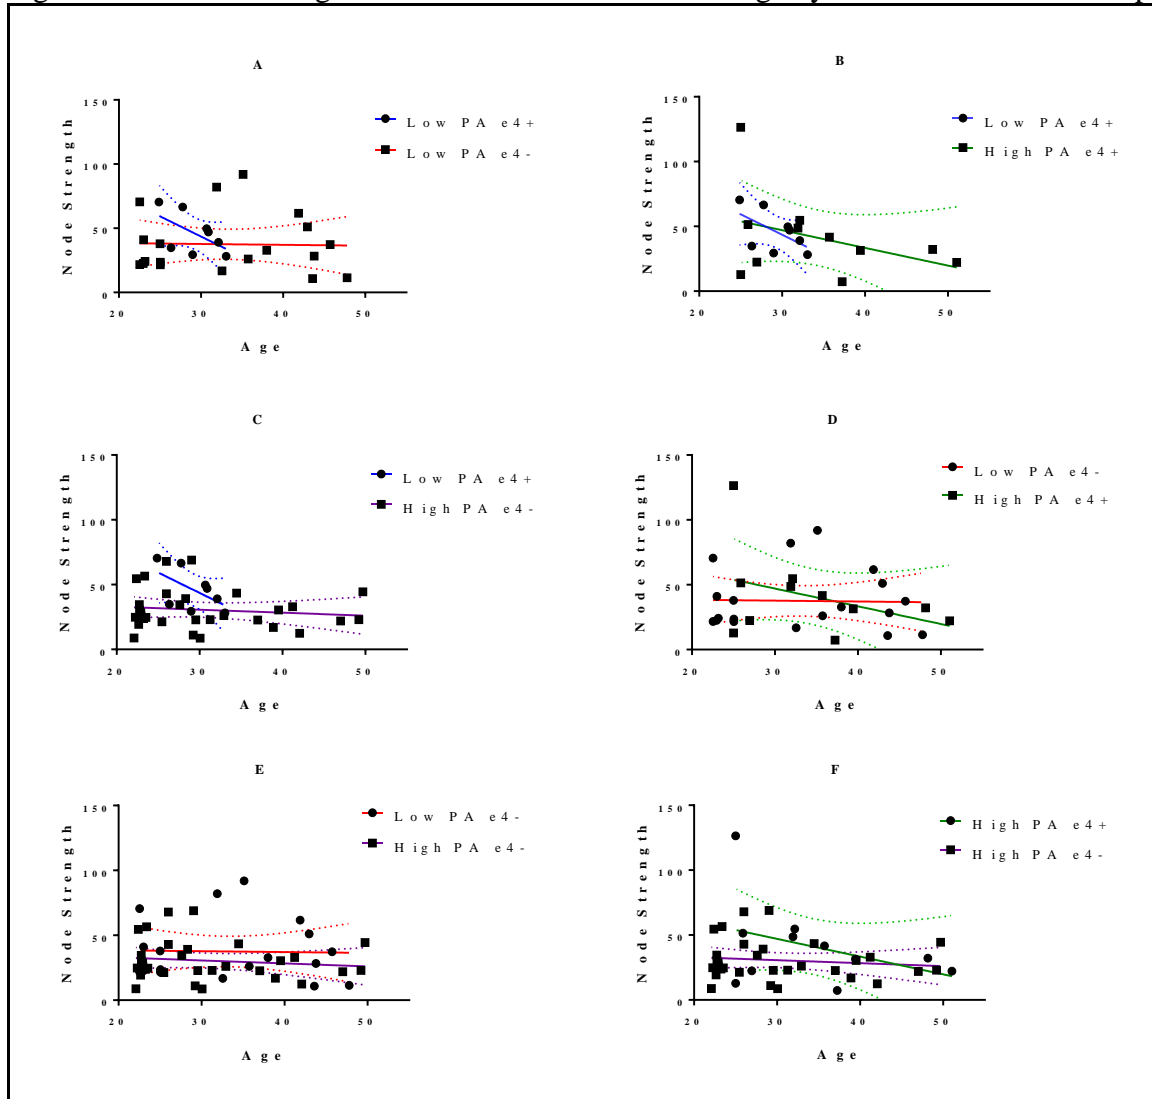 A
Node Strength
150
100
50
0
20 30 40 50
Age
Low PA e4+
Low PA e4-
B
Node Strength
150
100
50
0
20 30 40 50
Age
Low PA e4+
High PA e4+
C
Node Strength
150
100
50
0
20 30 40 50
Age
Low PA e4+
High PA e4-
D
Node Strength
150
100
50
0
20 30 40 50
Age
Low PA e4-
High PA e4+
E
Node Strength
150
100
50
0
20 30 40 50
Age
Low PA e4-
High PA e4-
F
Node Strength
150
100
50
0
20 30 40 50
Age
High PA e4+
High PA e4-